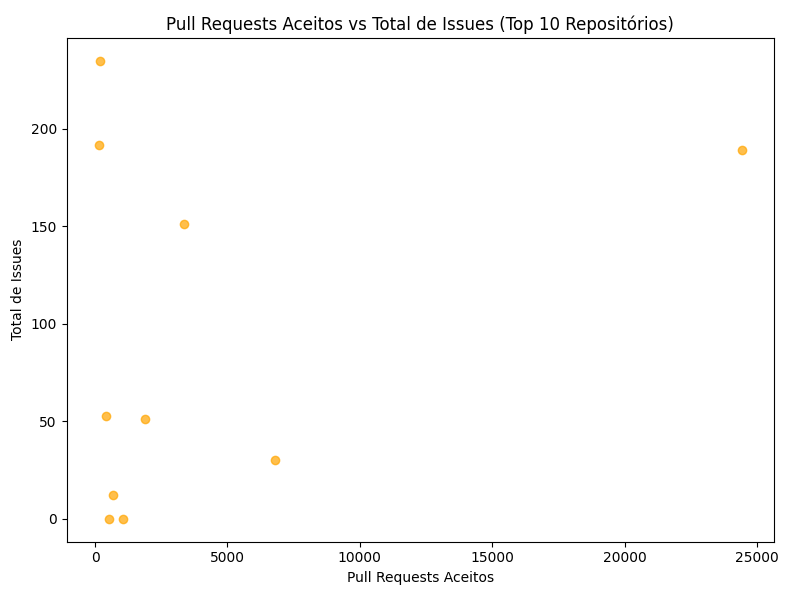 Pull Requests Aceitos vs Total de Issues (Top 10 Repositórios)
Total de Issues
200
150
100
50
0
0 5000 10000 15000 20000 25000
Pull Requests Aceitos